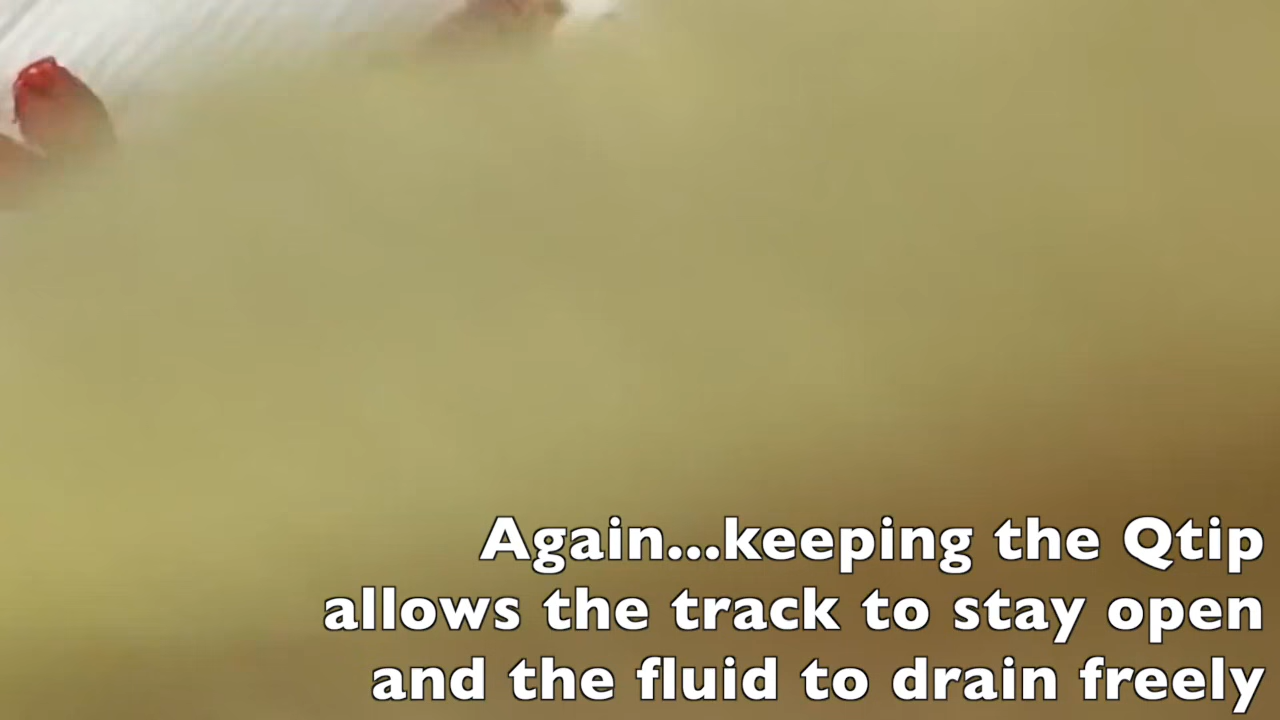 Again...keeping the Qtip
allows the track to stay open
and the fluid to drain freely